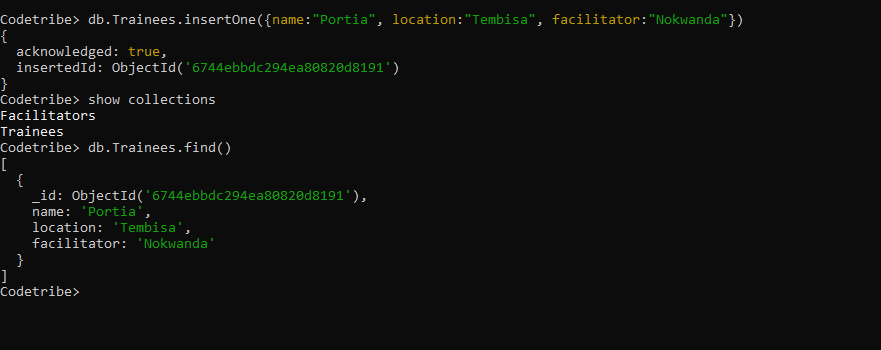 Codetribe> db.Trainees.insertOne({name:"Portia", location:"Tembisa", facilitator:"Nokwanda"})
{
  acknowledged: true,
  insertedId: ObjectId('6744ebbdc294ea80820d8191')
}
Codetribe> show collections
Facilitators
Trainees
Codetribe> db.Trainees.find()
[
  {
    _id: ObjectId('6744ebbdc294ea80820d8191'),
    name: 'Portia',
    location: 'Tembisa',
    facilitator: 'Nokwanda'
  }
]
Codetribe>